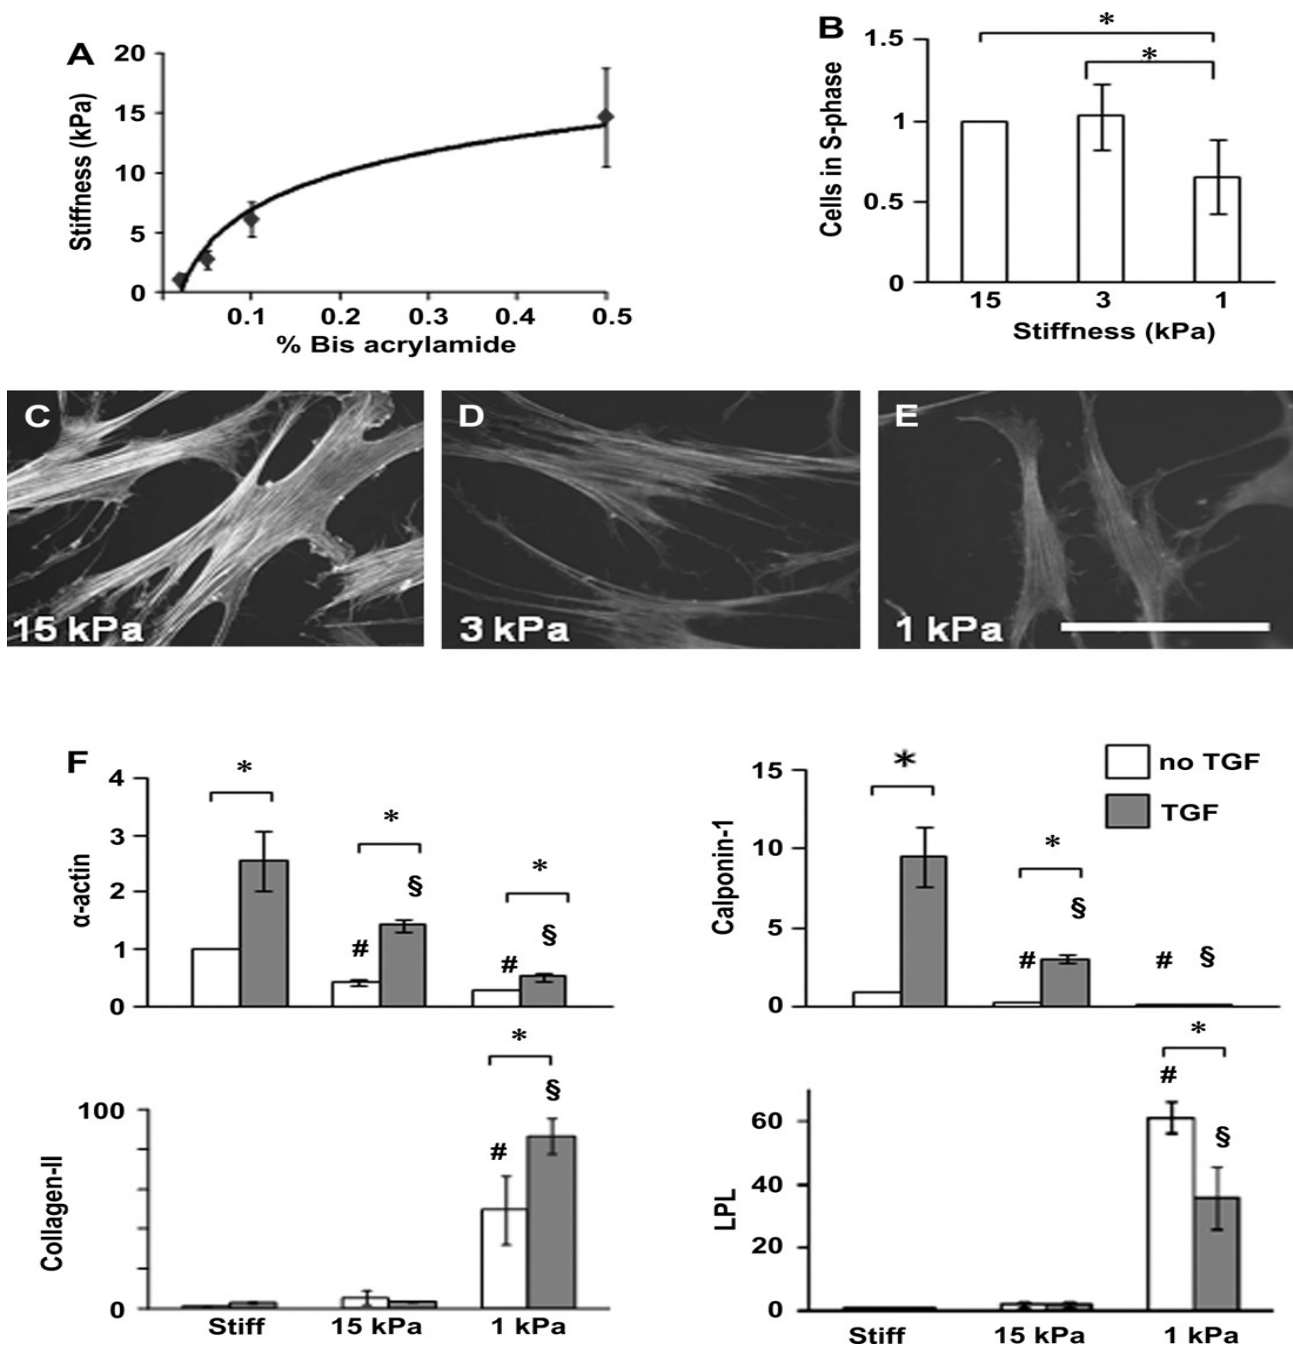 A
Stiffness (kPa)
20
15
10
5
0
0.1 0.2 0.3 0.4 0.5
% Bis acrylamide
B
Cells in S-phase
1.5
1
0.5
0
*
*
15 3 1
Stiffness (kPa)
C
15 kPa
D
3 kPa
E
1 kPa
F
α-actin
4
3
2
1
0
*
*
*
#
§
#
§
Calponin-1
15
10
5
0
*
*
#
§
#
§
no TGF
TGF
Collagen-II
100
0
*
#
§
Stiff 15 kPa 1 kPa
LPL
60
40
20
0
*
#
§
Stiff 15 kPa 1 kPa